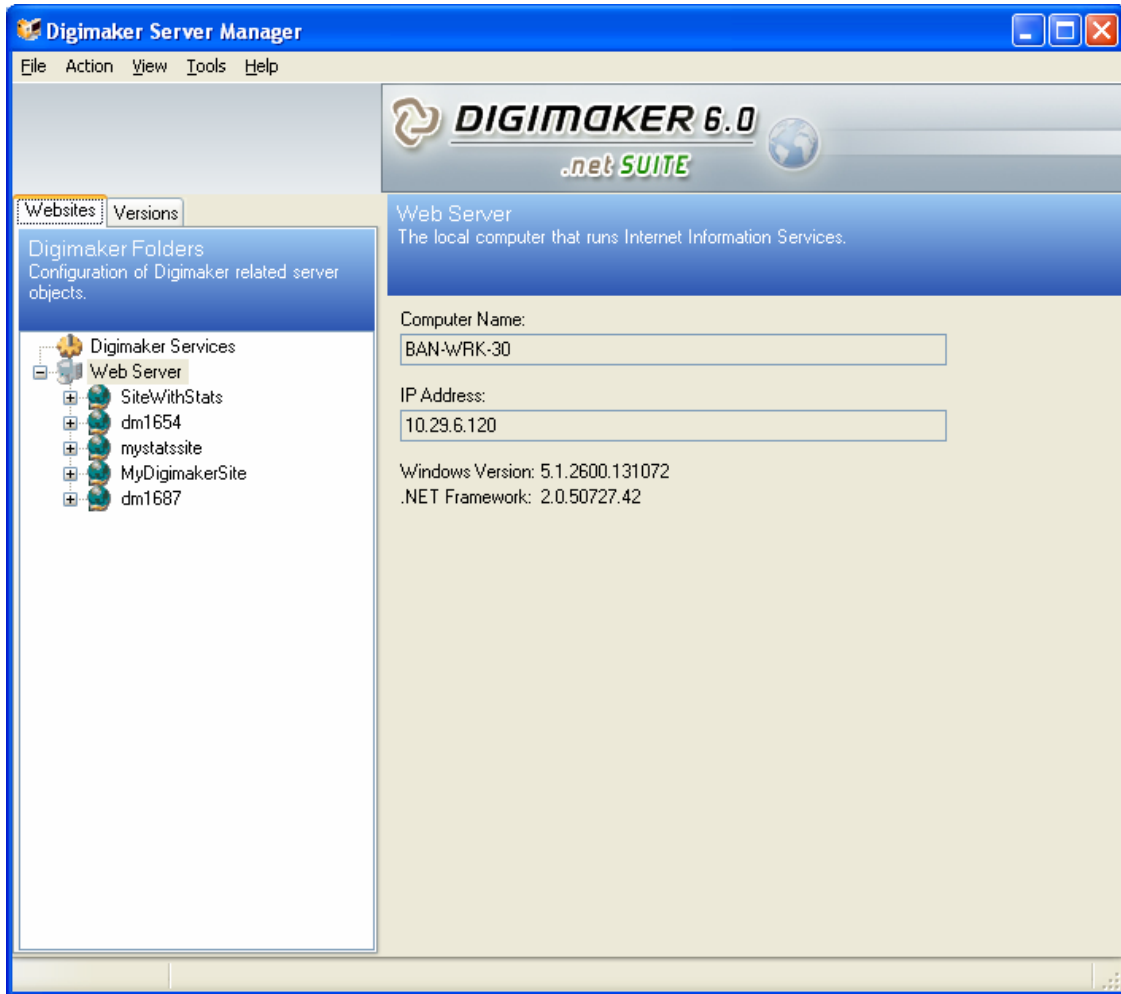 Digimaker Server Manager
File Action View Tools Help
DIGIMAKER 6.0
.net SUITE
Websites Versions
Digimaker Folders
Configuration of Digimaker related server
objects.
Digimaker Services
Web Server
SiteWithStats
dm1654
mystatssite
MyDigimakerSite
dm1687
Web Server
The local computer that runs Internet Information Services.
Computer Name:
BAN-WRK-30
IP Address:
10.29.6.120
Windows Version: 5.1.2600.131072
.NET Framework: 2.0.50727.42